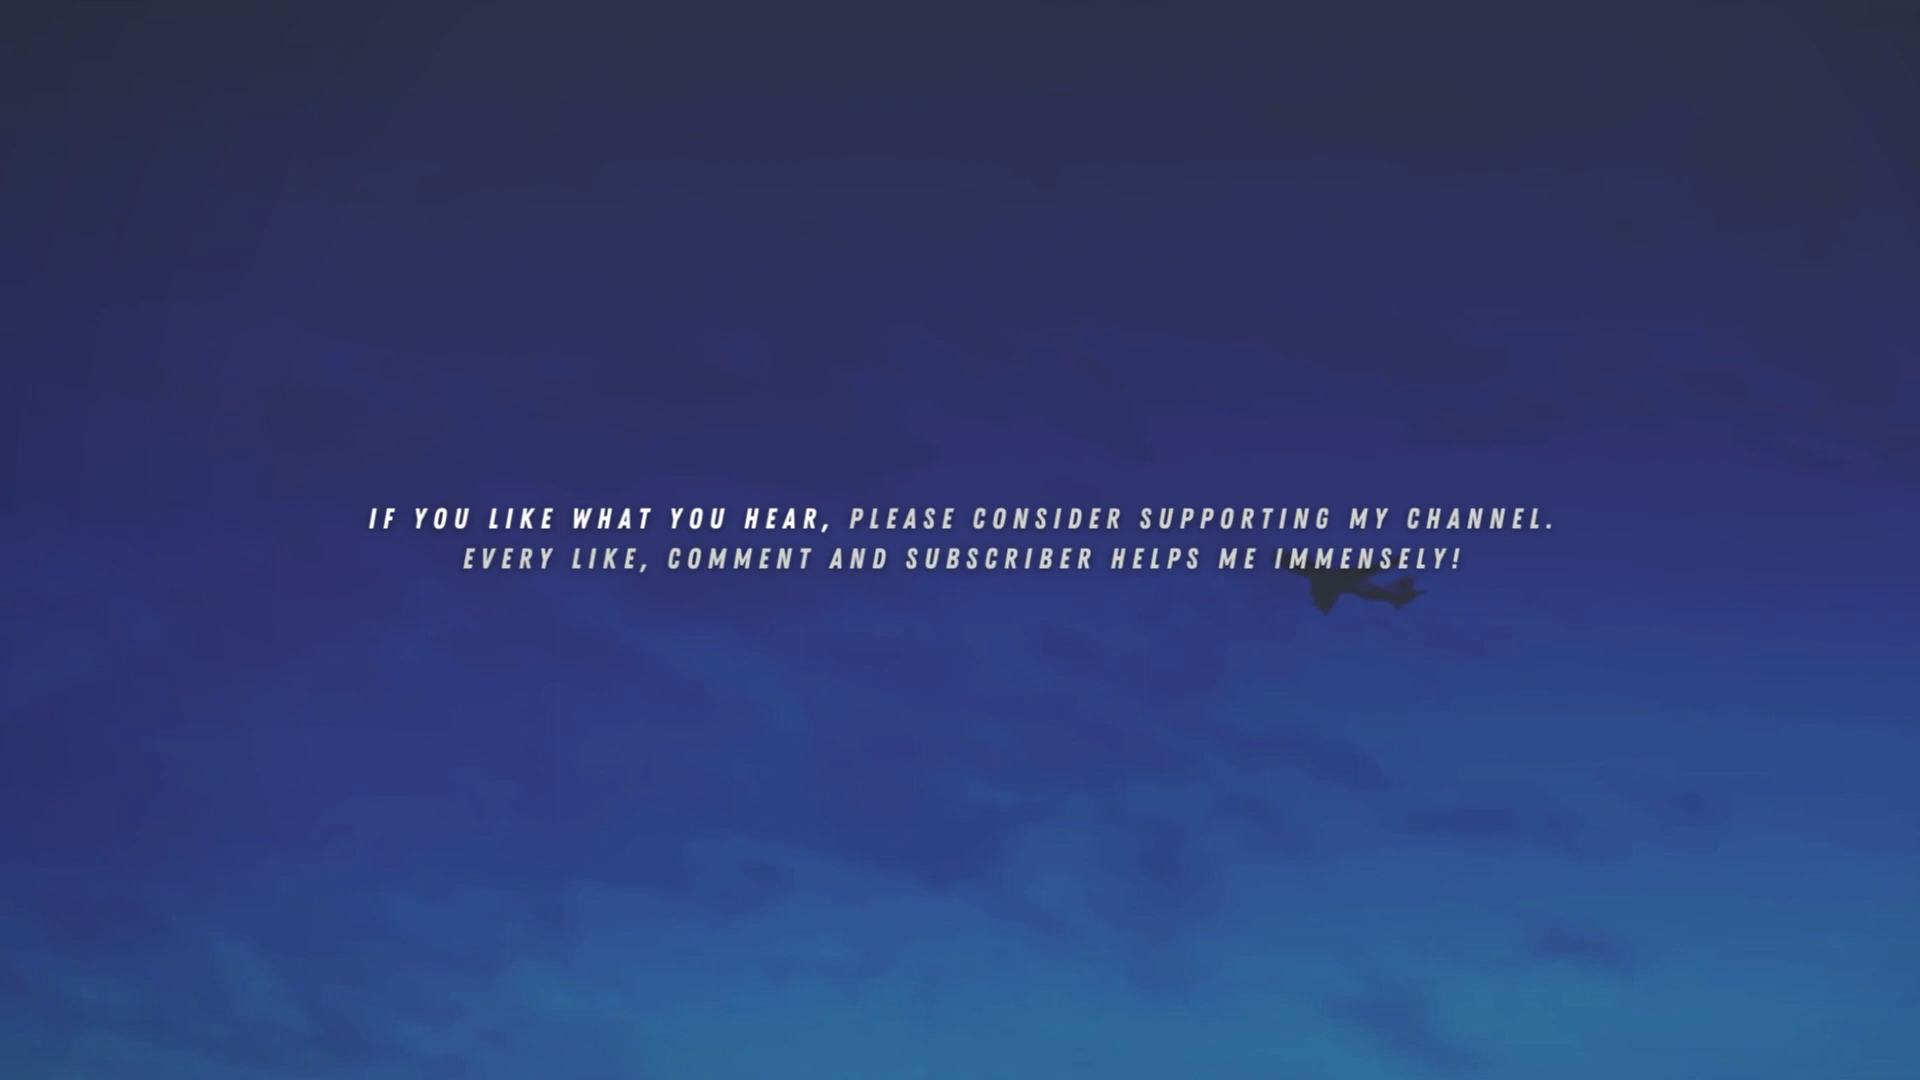 IF YOU LIKE WHAT YOU HEAR, PLEASE CONSIDER SUPPORTING MY CHANNEL.
EVERY LIKE, COMMENT AND SUBSCRIBER HELPS ME IMMENSELY!